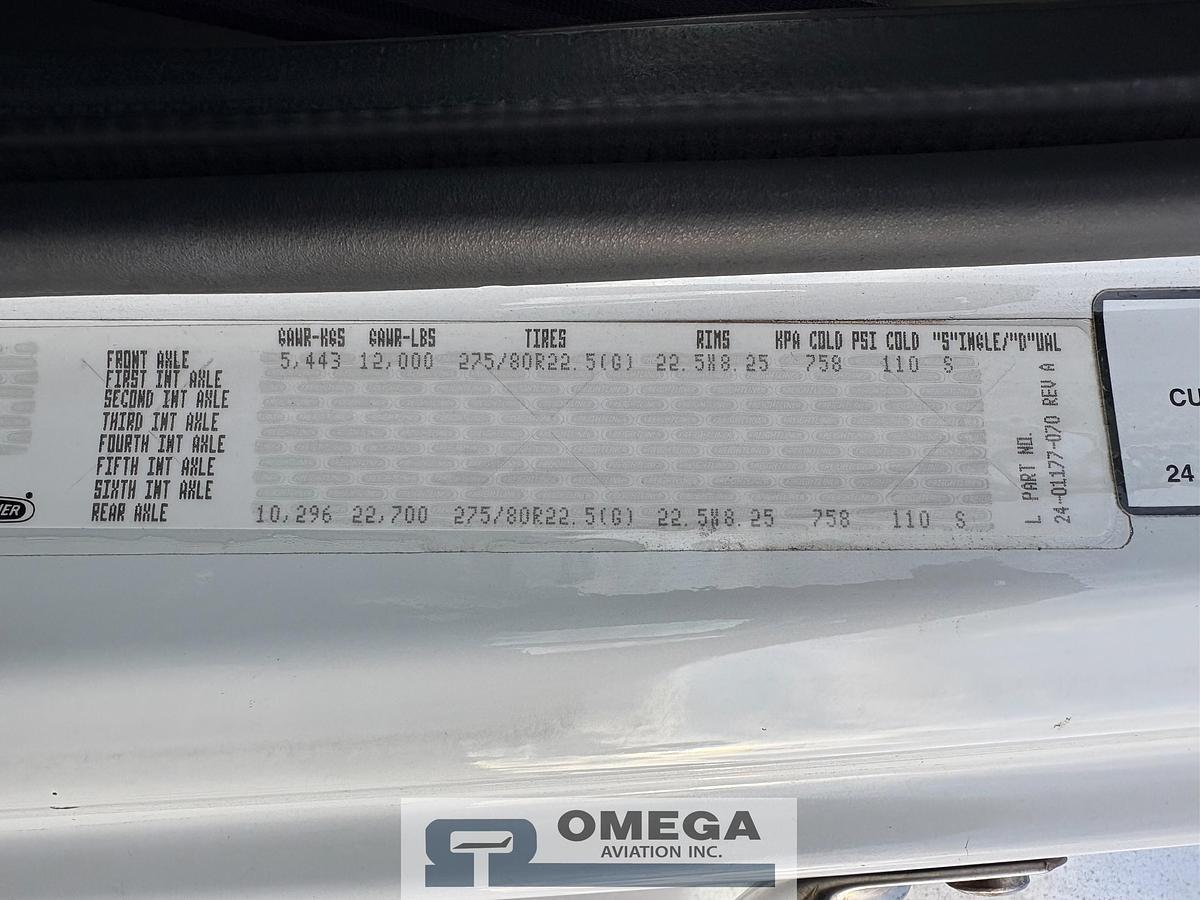 GAWR-KGS GAWR-LBS TIRES RIMS KPA COLD PSI COLD "S"INGLE/"D"UAL
FRONT AXLE 5,443 12,000 275/80R22.5(G) 22.5X8.25 758 110 S
FIRST INT AXLE
SECOND INT AXLE
THIRD INT AXLE
FOURTH INT AXLE
FIFTH INT AXLE
SIXTH INT AXLE
REAR AXLE 10,296 22,700 275/80R22.5(G) 22.5X8.25 758 110 S
L PART NO.
24-01177-070 REV A
CU
24
OMEGA
AVIATION INC.